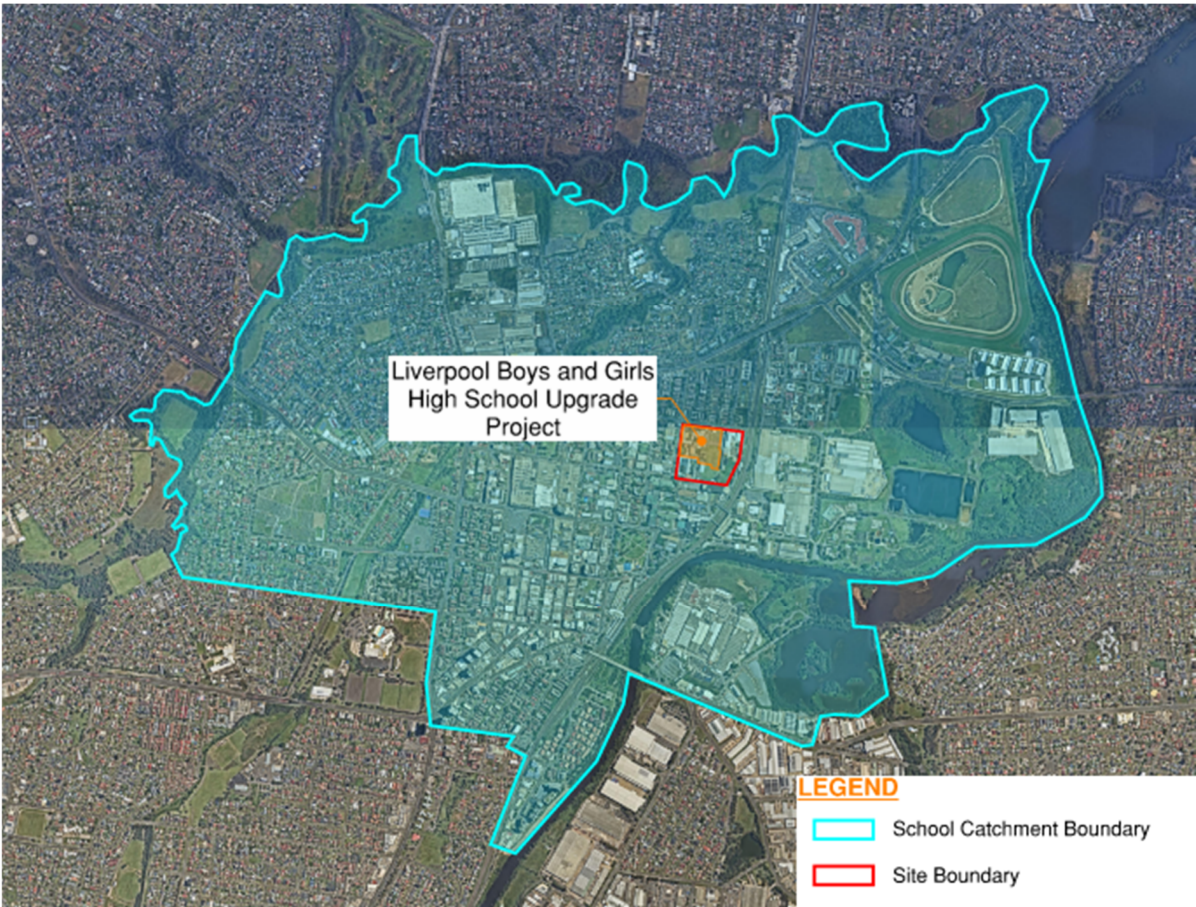 Liverpool Boys and Girls
High School Upgrade
Project
LEGEND
School Catchment Boundary
Site Boundary